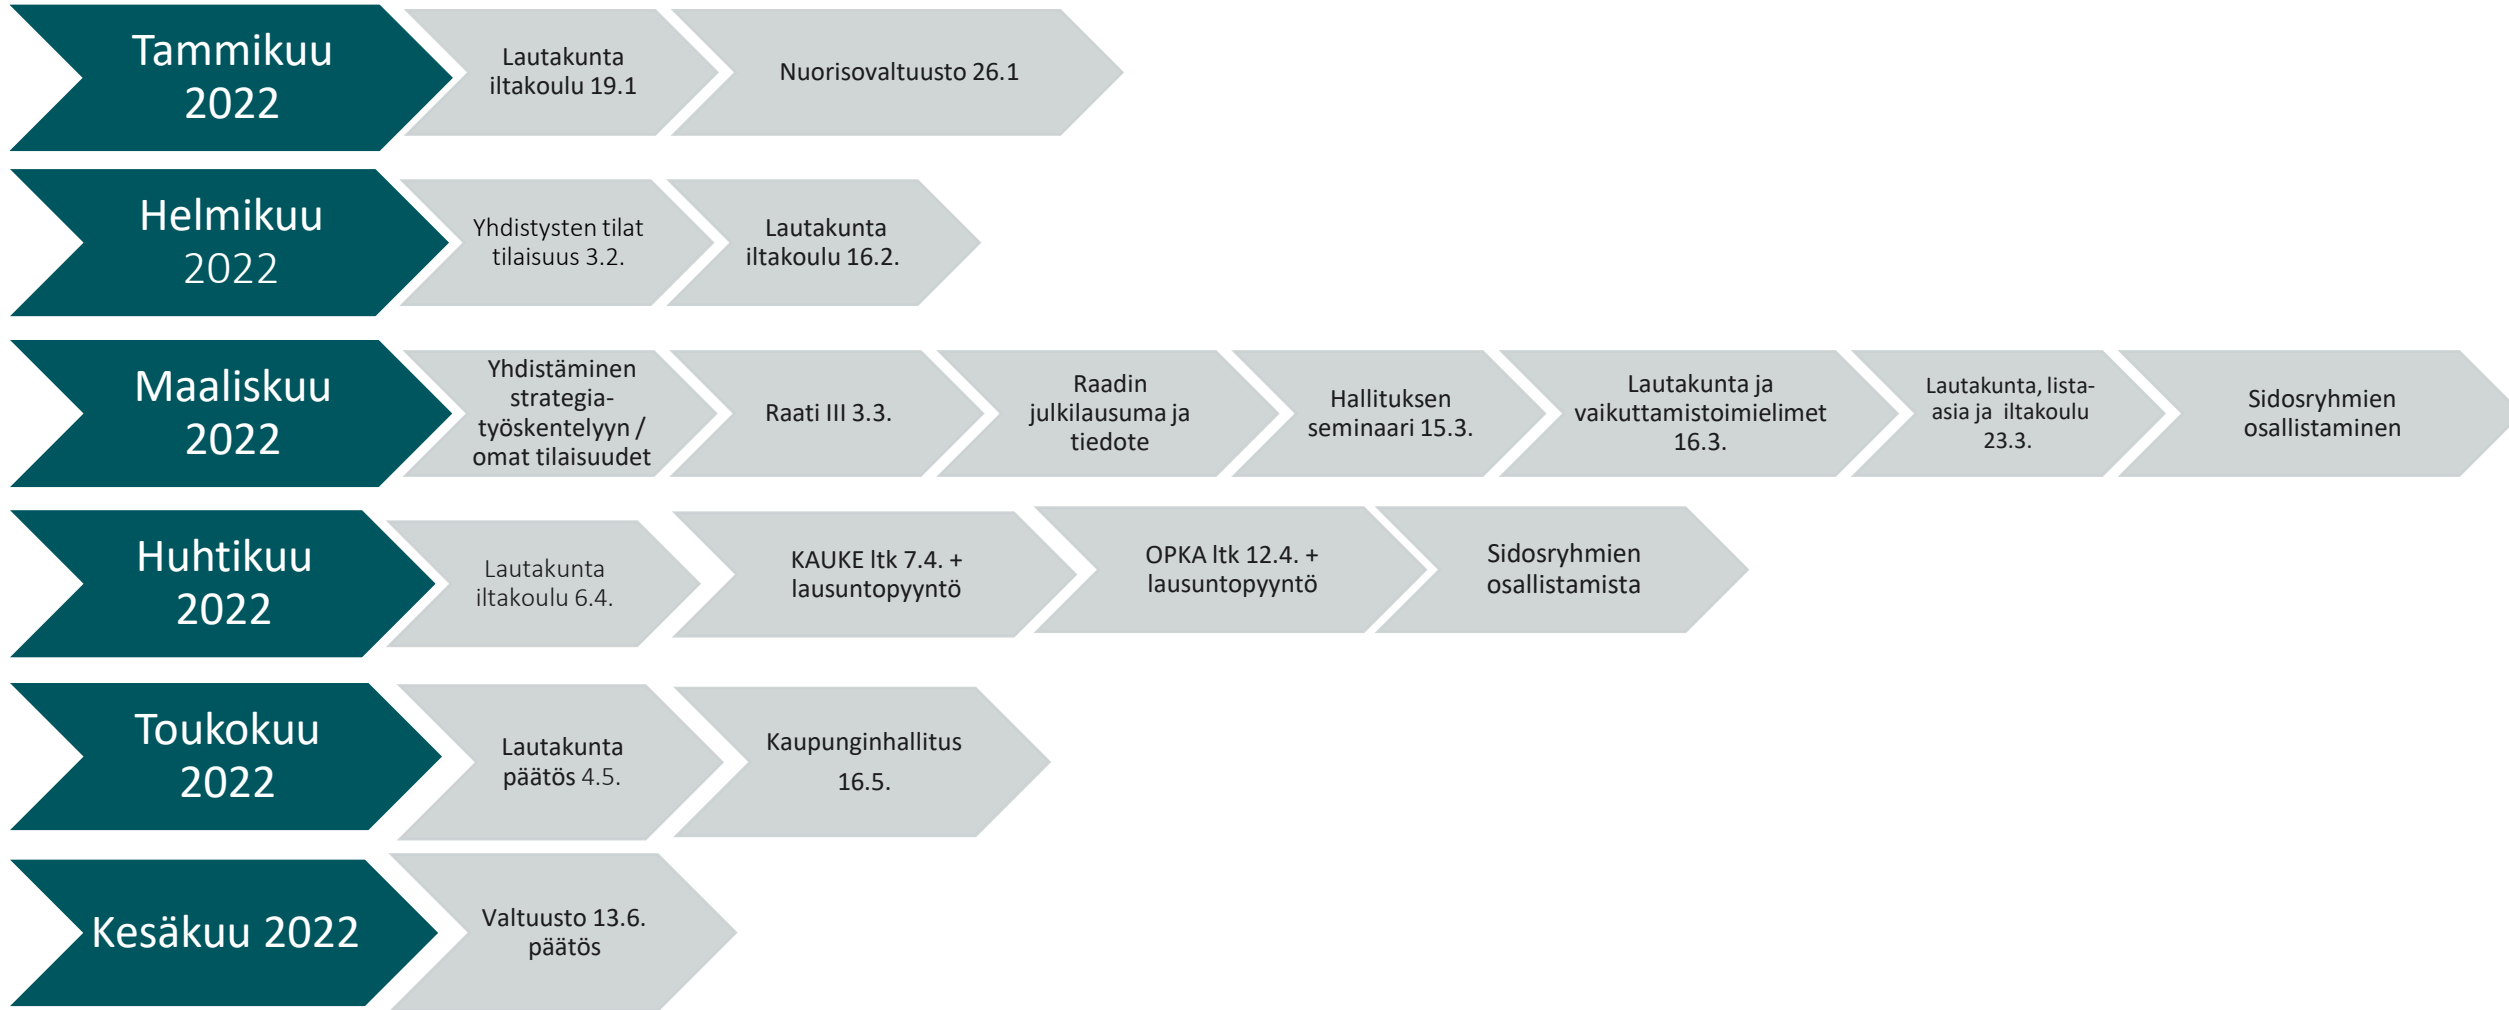 Tammikuu
2022
Lautakunta
iltakoulu 19.1
Nuorisovaltuusto 26.1
Helmikuu
2022
Yhdistysten tilat
tilaisuus 3.2.
Lautakunta
iltakoulu 16.2.
Maaliskuu
2022
Yhdistäminen
strategia-
työskentelyyn /
omat tilaisuudet
Raati III 3.3.
Raadin
julkilausuma ja
tiedote
Hallituksen
seminaari 15.3.
Lautakunta ja
vaikuttamistoimielimet
16.3.
Lautakunta, lista-
asia ja iltakoulu
23.3.
Sidosryhmien
osallistaminen
Huhtikuu
2022
Lautakunta
iltakoulu 6.4.
KAUKE ltk 7.4. +
lausuntopyyntö
OPKA ltk 12.4. +
lausuntopyyntö
Sidosryhmien
osallistamista
Toukokuu
2022
Lautakunta
päätös 4.5.
Kaupunginhallitus
16.5.
Kesäkuu 2022
Valtuusto 13.6.
päätös